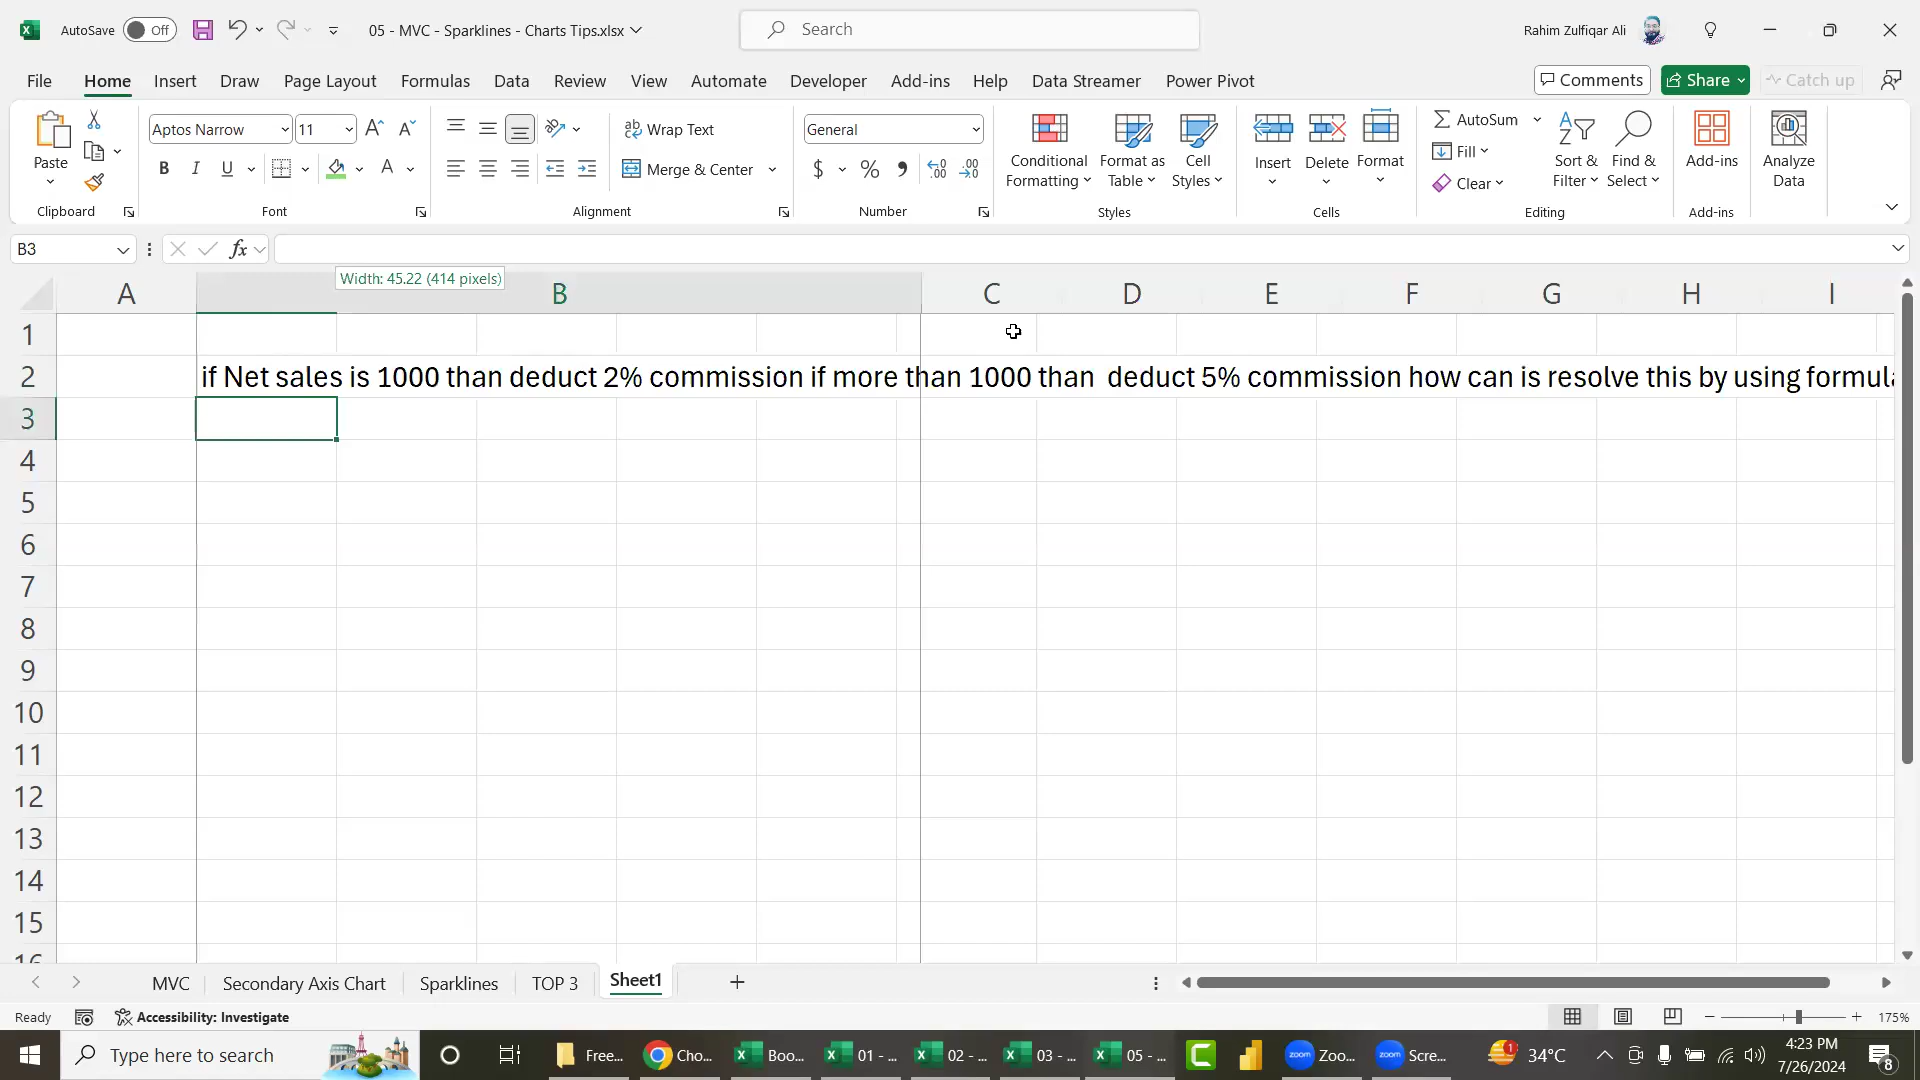 AutoSave Off 05 - MVC - Sparklines - Charts Tips.xlsx Search Rahim Zulfiqar Ali
File Home Insert Draw Page Layout Formulas Data Review View Automate Developer Add-ins Help Data Streamer Power Pivot Comments Share Catch up
Paste Aptos Narrow 11 Wrap Text General Conditional Formatting Format as Table Cell Styles Insert Delete Format AutoSum Sort & Filter Find & Select Add-ins Analyze Data
B I U A Merge & Center $ % Fill Clear
Clipboard Font Alignment Number Styles Cells Editing Add-ins
B3 fx
Width: 45.22 (414 pixels)
A B C D E F G H I
1
2 if Net sales is 1000 than deduct 2% commission if more than 1000 than  deduct 5% commission how can is resolve this by using formul
3
4
5
6
7
8
9
10
11
12
13
14
15
16
MVC Secondary Axis Chart Sparklines TOP 3 Sheet1
Ready Accessibility: Investigate 175%
Type here to search Free... Cho... Boo... 01 - ... 02 - ... 03 - ... 05 - ... zoom Zoo... zoom Scre... 1 34°C 4:23 PM 8
7/26/2024